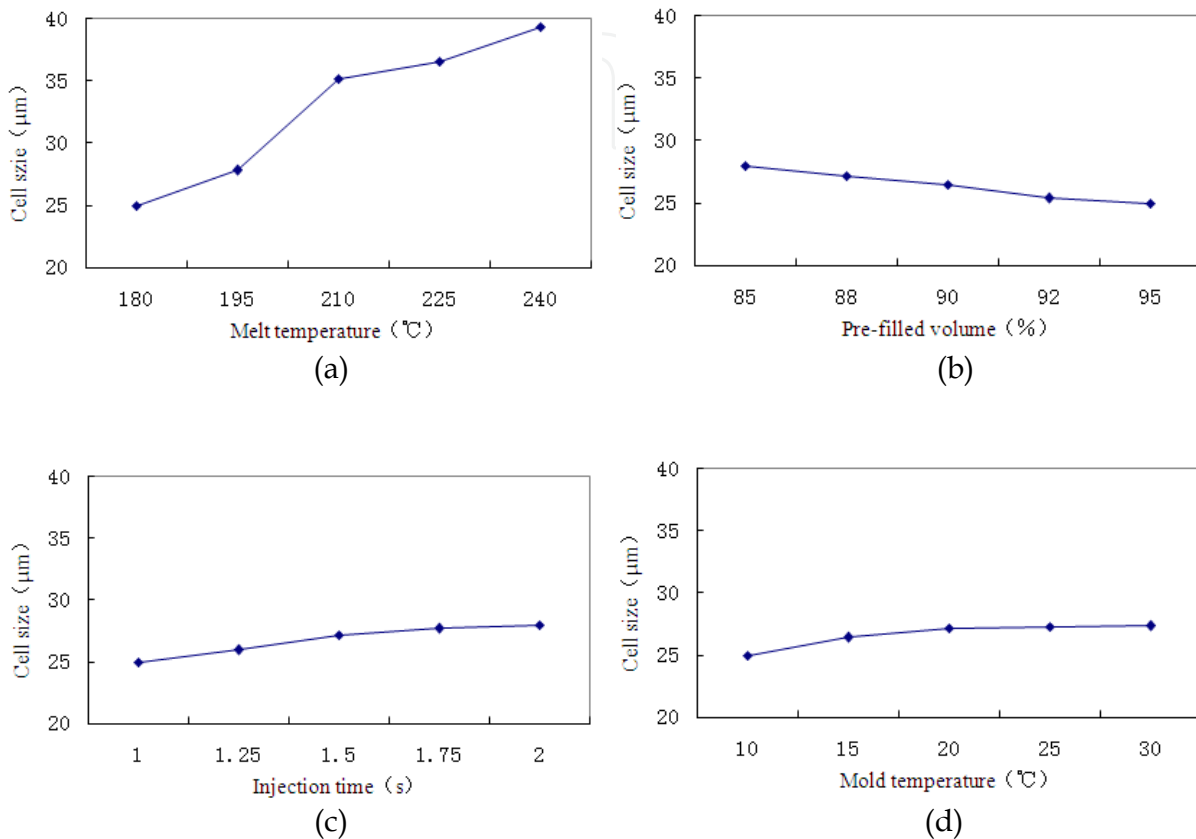 40
35
30
25
20
Cell szie (μm)
180 195 210 225 240
Melt temperature (℃)
(a)
40
35
30
25
20
Cell size (μm)
85 88 90 92 95
Pre-filled volume (%)
(b)
40
35
30
25
20
Cell size (μm)
1 1.25 1.5 1.75 2
Injection time (s)
(c)
40
35
30
25
20
Cell size (μm)
10 15 20 25 30
Mold temperature (℃)
(d)